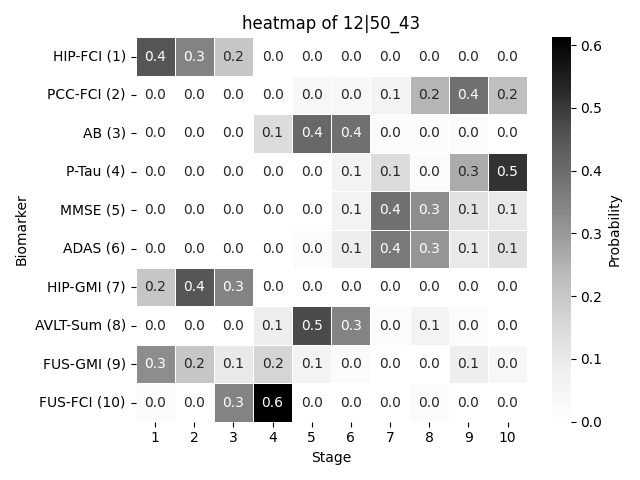 heatmap of 12|50_43
HIP-FCI (1) 0.4 0.3 0.2 0.0 0.0 0.0 0.0 0.0 0.0 0.0
PCC-FCI (2) 0.0 0.0 0.0 0.0 0.0 0.0 0.1 0.2 0.4 0.2
AB (3) 0.0 0.0 0.0 0.1 0.4 0.4 0.0 0.0 0.0 0.0
P-Tau (4) 0.0 0.0 0.0 0.0 0.0 0.1 0.1 0.0 0.3 0.5
MMSE (5) 0.0 0.0 0.0 0.0 0.0 0.1 0.4 0.3 0.1 0.1
ADAS (6) 0.0 0.0 0.0 0.0 0.0 0.1 0.4 0.3 0.1 0.1
HIP-GMI (7) 0.2 0.4 0.3 0.0 0.0 0.0 0.0 0.0 0.0 0.0
AVLT-Sum (8) 0.0 0.0 0.0 0.1 0.5 0.3 0.0 0.1 0.0 0.0
FUS-GMI (9) 0.3 0.2 0.1 0.2 0.1 0.0 0.0 0.0 0.1 0.0
FUS-FCI (10) 0.0 0.0 0.3 0.6 0.0 0.0 0.0 0.0 0.0 0.0
1 2 3 4 5 6 7 8 9 10
Stage
Biomarker
0.6
0.5
0.4
0.3
0.2
0.1
0.0
Probability